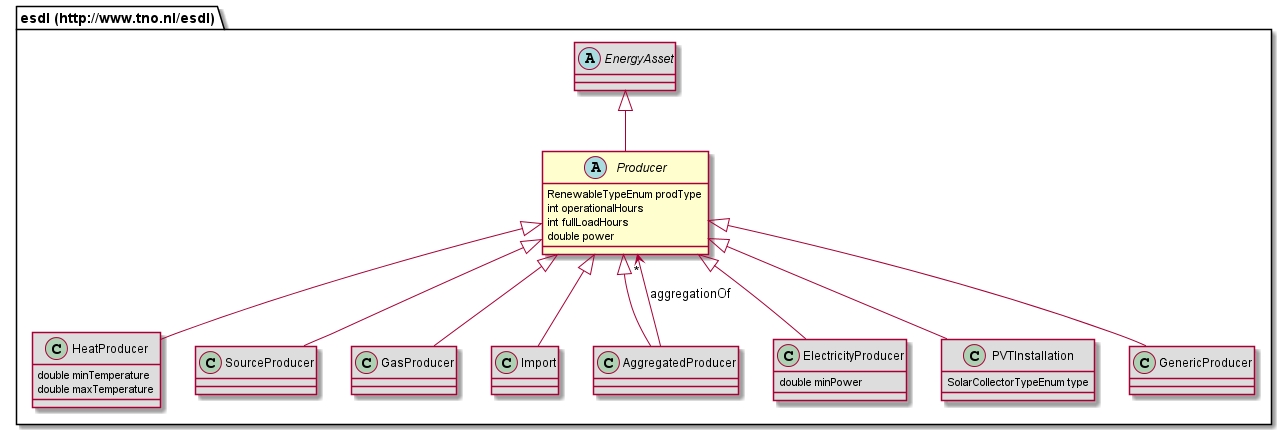 esdl (http://www.tno.nl/esdl)
A EnergyAsset
A Producer
RenewableTypeEnum prodType
int operationalHours
int fullLoadHours
double power
*
aggregationOf
C HeatProducer
double minTemperature
double maxTemperature
C SourceProducer
C GasProducer
C Import
C AggregatedProducer
C ElectricityProducer
double minPower
C PVTInstallation
SolarCollectorTypeEnum type
C GenericProducer